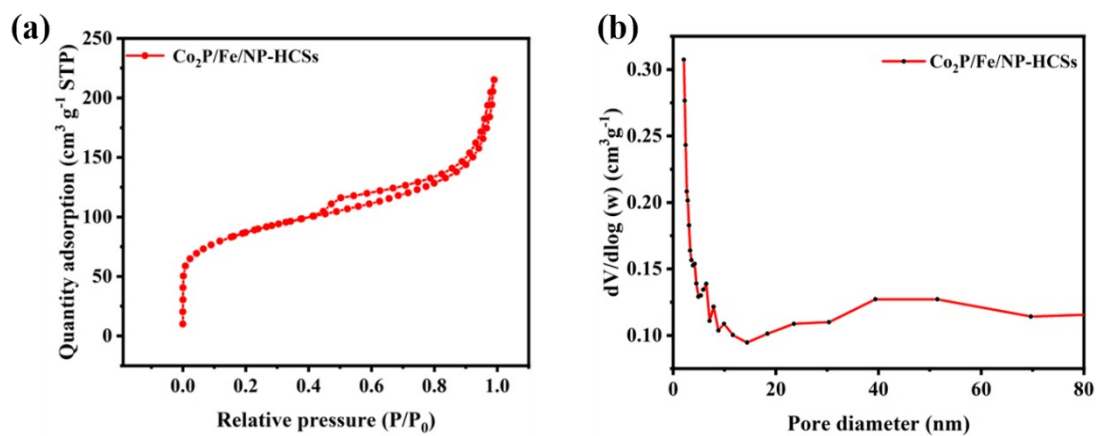 (a)
250
200
150
100
50
0
Quantity adsorption (cm³ g⁻¹ STP)
Co₂P/Fe/NP-HCSs
0.0 0.2 0.4 0.6 0.8 1.0
Relative pressure (P/P₀)
(b)
0.30
0.25
0.20
0.15
0.10
dV/dlog (w) (cm³g⁻¹)
Co₂P/Fe/NP-HCSs
0 20 40 60 80
Pore diameter (nm)